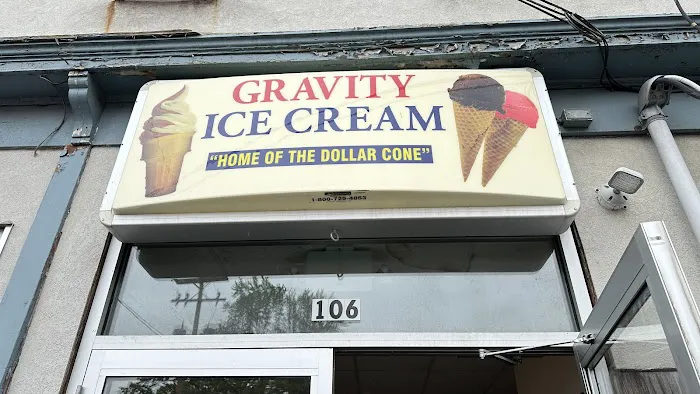 GRAVITY
ICE CREAM
"HOME OF THE DOLLAR CONE"
106